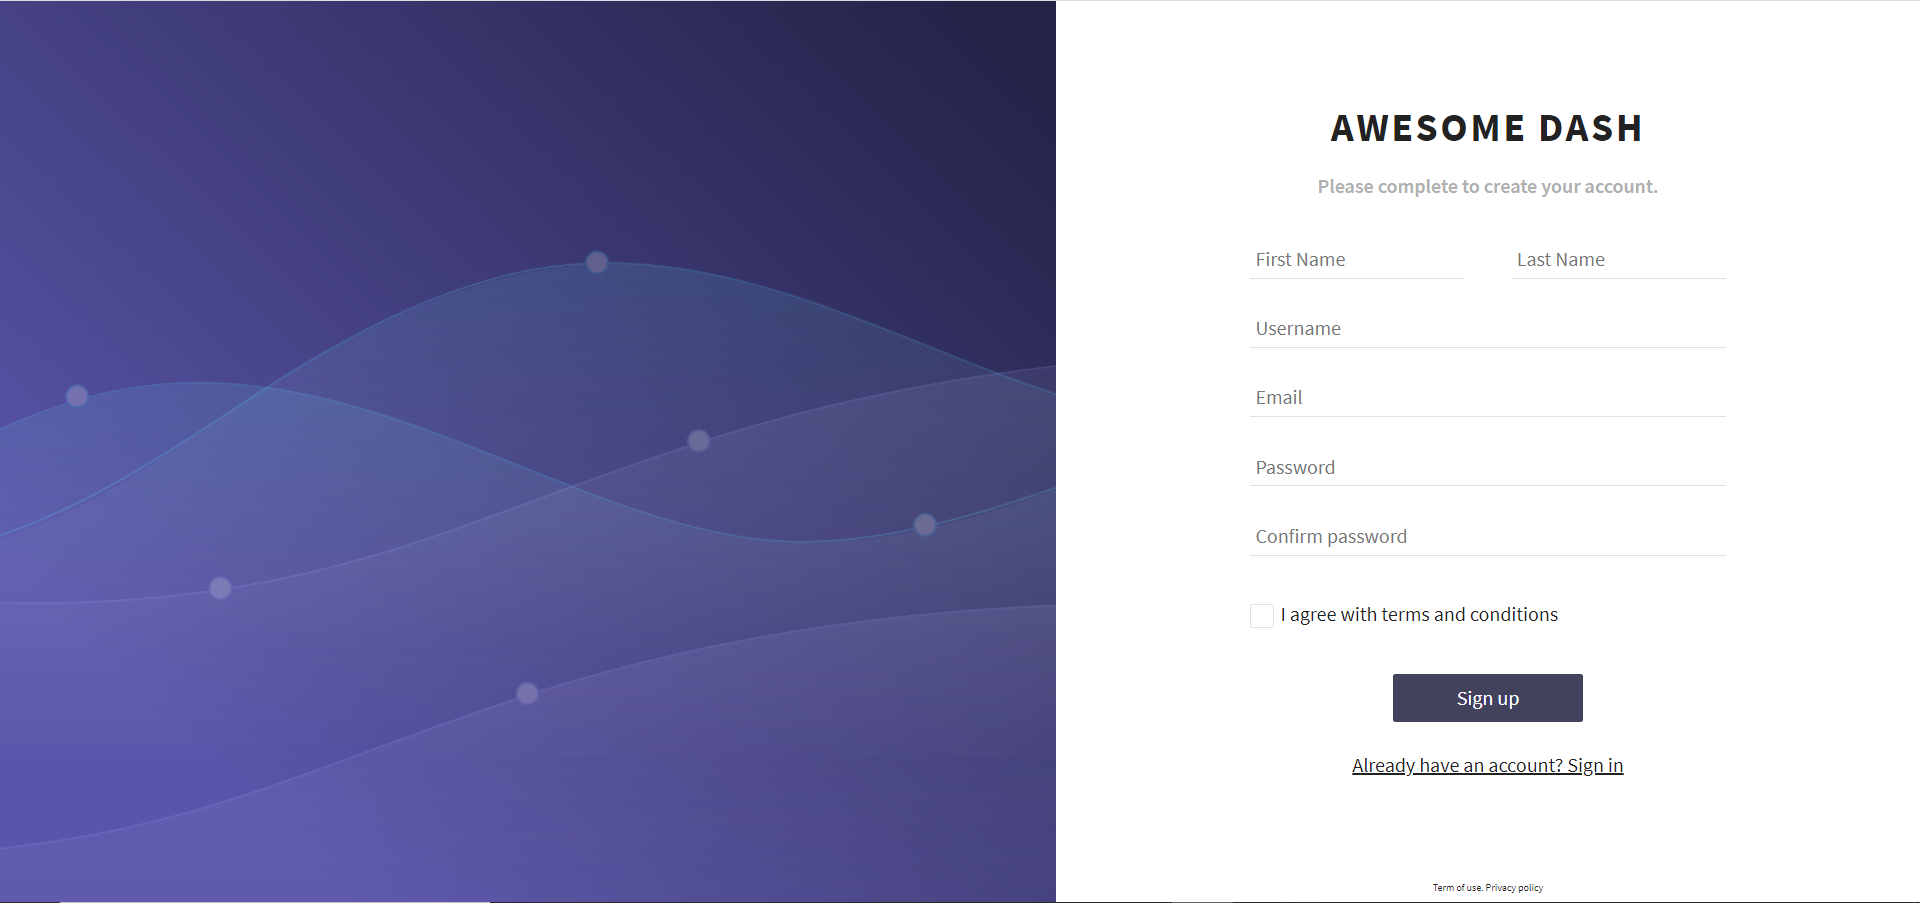 AWESOME DASH
Please complete to create your account.
First Name Last Name
Username
Email
Password
Confirm password
I agree with terms and conditions
Sign up
Already have an account? Sign in
Term of use. Privacy policy